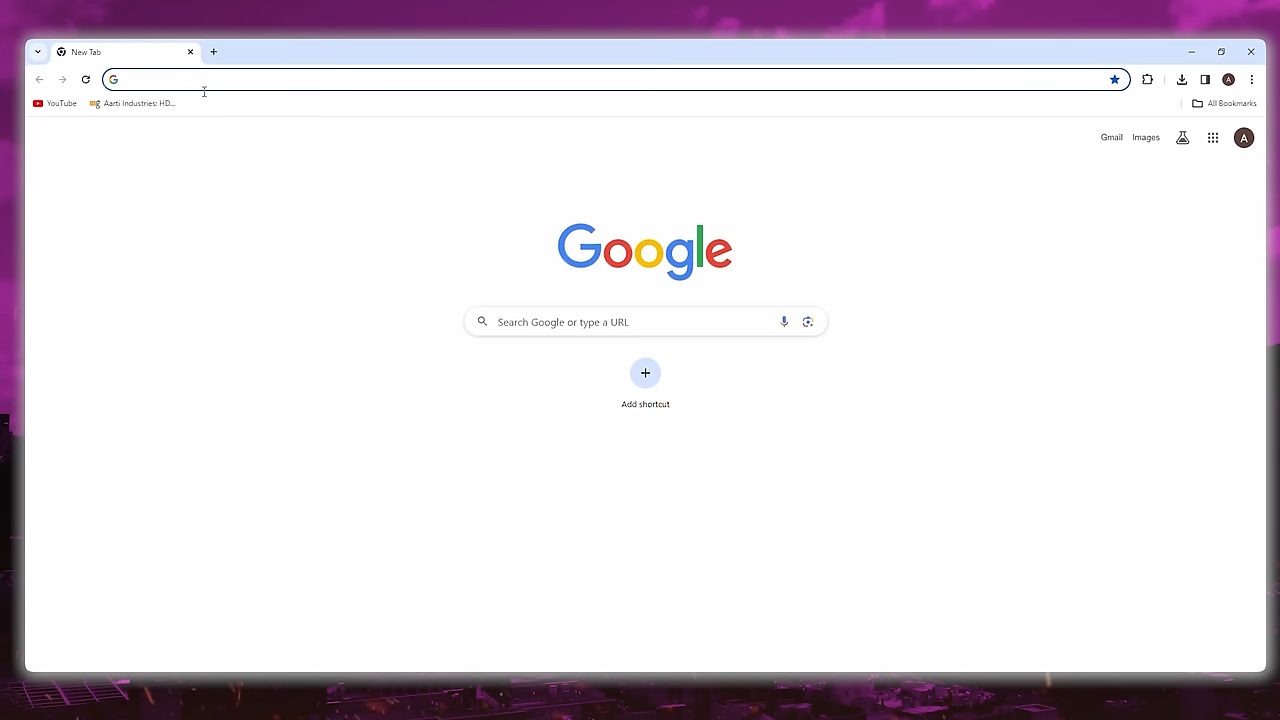 New Tab
YouTube
Aarti Industries: HD...
All Bookmarks
Gmail
Images
A
Google
Search Google or type a URL
Add shortcut